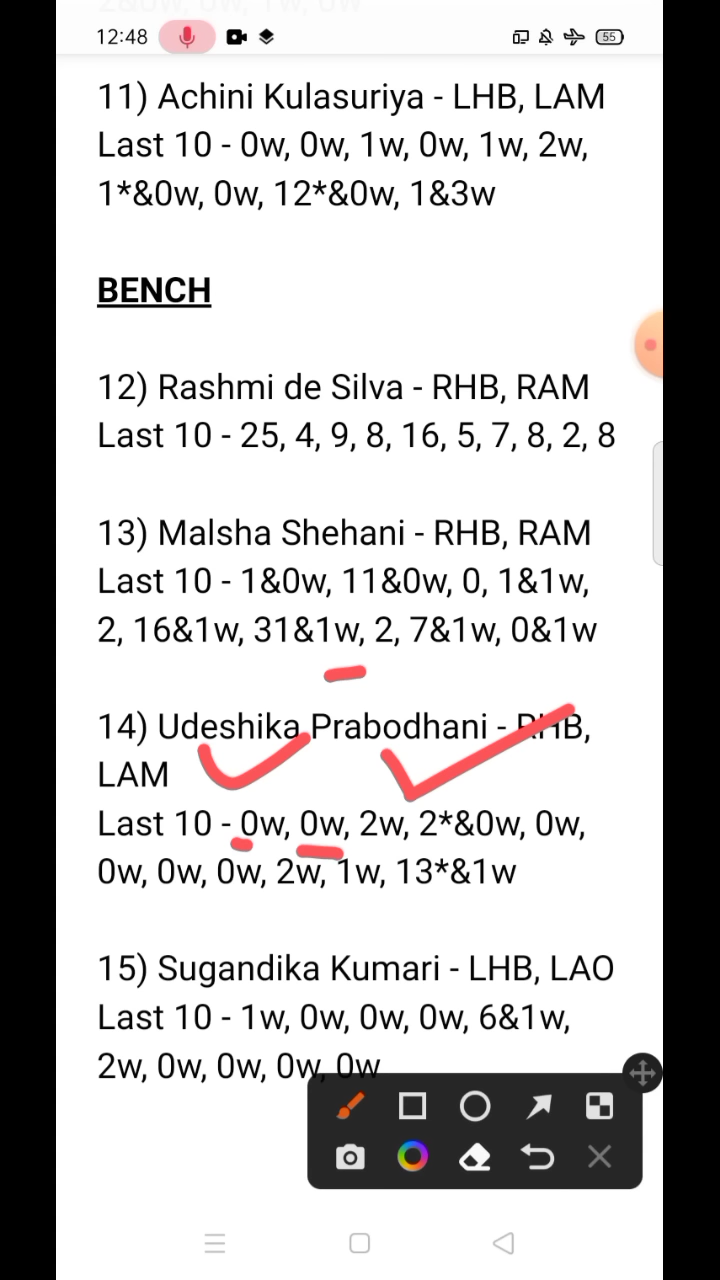 12:48
55
11) Achini Kulasuriya - LHB, LAM
Last 10 - 0w, 0w, 1w, 0w, 1w, 2w,
1*&0w, 0w, 12*&0w, 1&3w
BENCH
12) Rashmi de Silva - RHB, RAM
Last 10 - 25, 4, 9, 8, 16, 5, 7, 8, 2, 8
13) Malsha Shehani - RHB, RAM
Last 10 - 1&0w, 11&0w, 0, 1&1w,
2, 16&1w, 31&1w, 2, 7&1w, 0&1w
14) Udeshika Prabodhani - RHB,
LAM
Last 10 - 0w, 0w, 2w, 2*&0w, 0w,
0w, 0w, 0w, 2w, 1w, 13*&1w
15) Sugandika Kumari - LHB, LAO
Last 10 - 1w, 0w, 0w, 0w, 6&1w,
2w, 0w, 0w, 0w, 0w